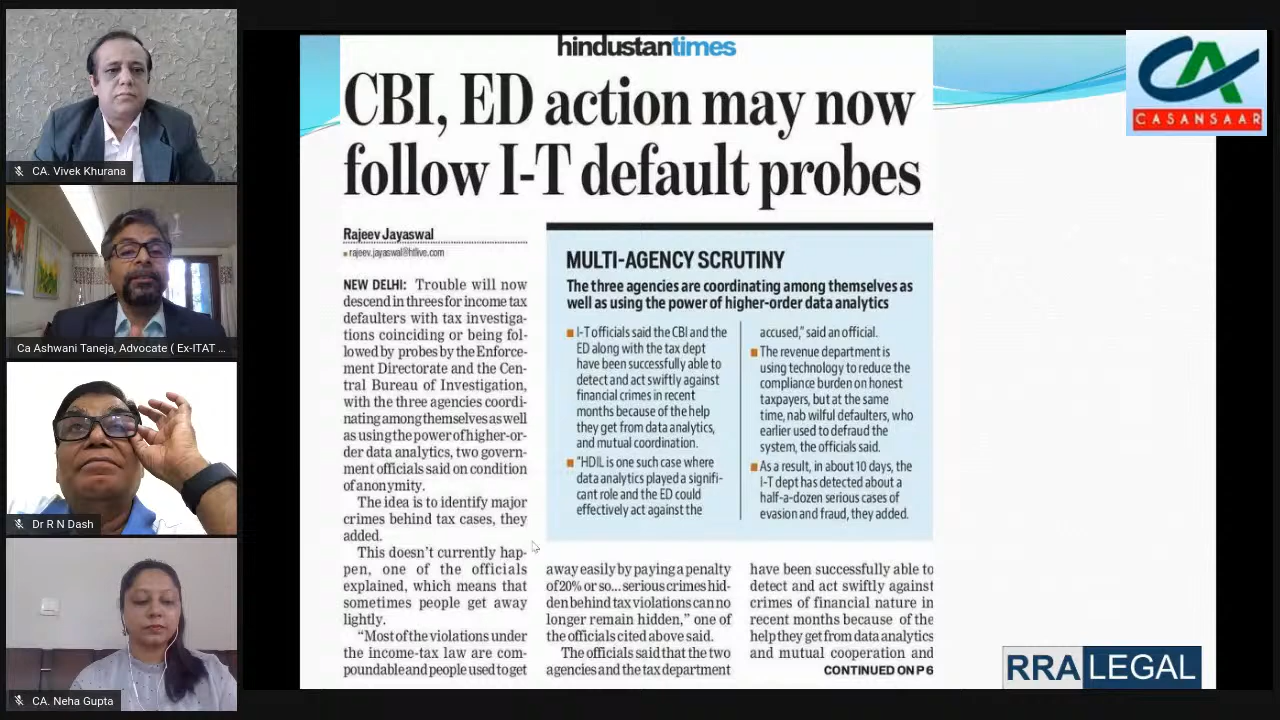 CA. Vivek Khurana
Ca Ashwani Taneja, Advocate ( Ex-ITAT ...
Dr R N Dash
CA. Neha Gupta
hindustantimes
CBI, ED action may now
follow I-T default probes
Rajeev Jayaswal
rajeev.jayaswal@htlive.com
NEW DELHI: Trouble will now
descend in threes for income tax
defaulters with tax investiga-
tions coinciding or being fol-
lowed by probes by the Enforce-
ment Directorate and the Cen-
tral Bureau of Investigation,
with the three agencies coordi-
nating among themselves as well
as using the power of higher-or-
der data analytics, two govern-
ment officials said on condition
of anonymity.
The idea is to identify major
crimes behind tax cases, they
added.
This doesn't currently hap-
pen, one of the officials
explained, which means that
sometimes people get away
lightly.
"Most of the violations under
the income-tax law are com-
poundable and people used to get
MULTI-AGENCY SCRUTINY
The three agencies are coordinating among themselves as
well as using the power of higher-order data analytics
I-T officials said the CBI and the
ED along with the tax dept
have been successfully able to
detect and act swiftly against
financial crimes in recent
months because of the help
they get from data analytics,
and mutual coordination.
"HDIL is one such case where
data analytics played a signifi-
cant role and the ED could
effectively act against the
accused," said an official.
The revenue department is
using technology to reduce the
compliance burden on honest
taxpayers, but at the same
time, nab wilful defaulters, who
earlier used to defraud the
system, the officials said.
As a result, in about 10 days, the
I-T dept has detected about a
half-a-dozen serious cases of
evasion and fraud, they added.
away easily by paying a penalty
of 20% or so... serious crimes hid-
den behind tax violations can no
longer remain hidden," one of
the officials cited above said.
The officials said that the two
agencies and the tax department
have been successfully able to
detect and act swiftly against
crimes of financial nature in
recent months because of the
help they get from data analytics
and mutual cooperation and
CONTINUED ON P6
CA
CASANSAAR
RRA LEGAL